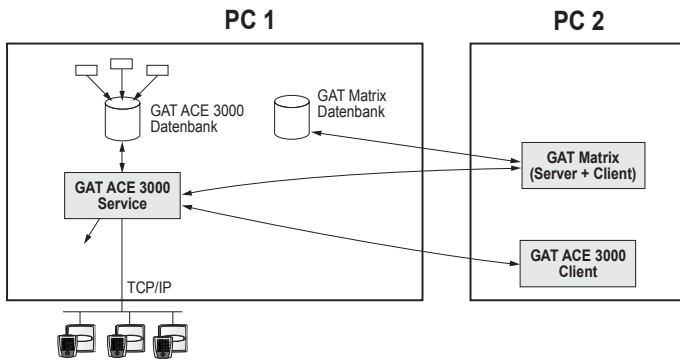 PC 1
PC 2
GAT ACE 3000
Datenbank
GAT Matrix
Datenbank
GAT ACE 3000
Service
GAT Matrix
(Server + Client)
GAT ACE 3000
Client
TCP/IP